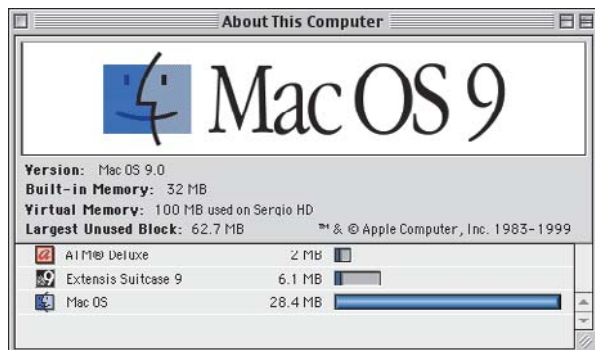 About This Computer
Mac OS 9
Version: Mac OS 9.0
Built-in Memory: 32 MB
Virtual Memory: 100 MB used on Sergio HD
Largest Unused Block: 62.7 MB ™ & © Apple Computer, Inc. 1983-1999
ATM® Deluxe 2 MB
Extensis Suitcase 9 6.1 MB
Mac OS 28.4 MB